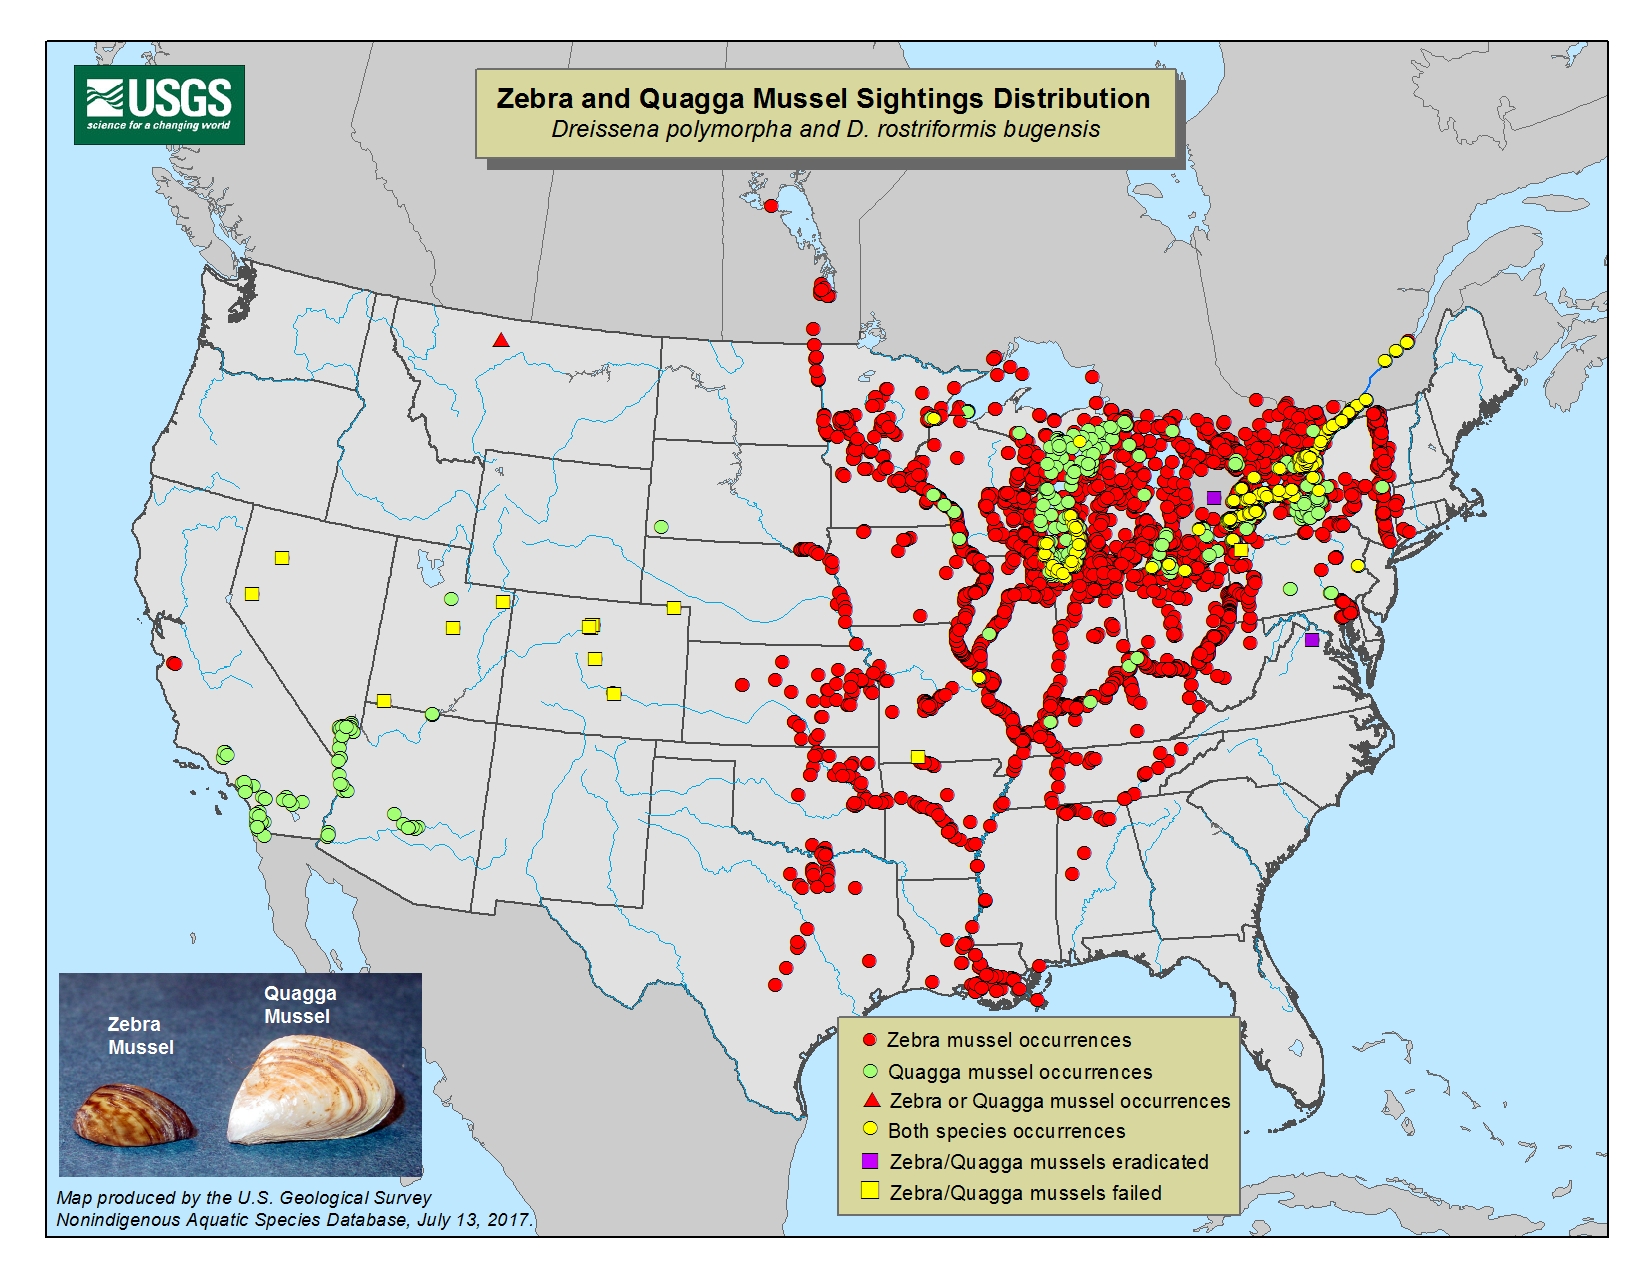 USGS
science for a changing world
Zebra and Quagga Mussel Sightings Distribution
Dreissena polymorpha and D. rostriformis bugensis
Quagga
Mussel
Zebra
Mussel
Map produced by the U.S. Geological Survey
Nonindigenous Aquatic Species Database, July 13, 2017.
Zebra mussel occurrences
Quagga mussel occurrences
Zebra or Quagga mussel occurrences
Both species occurrences
Zebra/Quagga mussels eradicated
Zebra/Quagga mussels failed